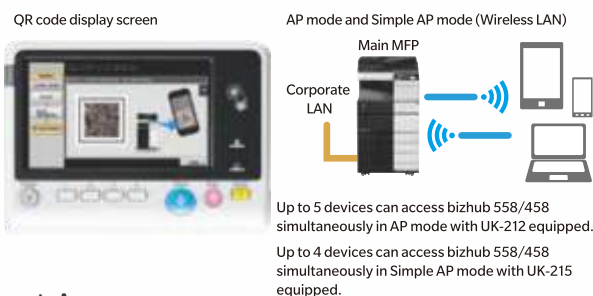 QR code display screen
AP mode and Simple AP mode (Wireless LAN)
Main MFP
Corporate
LAN
Up to 5 devices can access bizhub 558/458
simultaneously in AP mode with UK-212 equipped.
Up to 4 devices can access bizhub 558/458
simultaneously in Simple AP mode with UK-215
equipped.